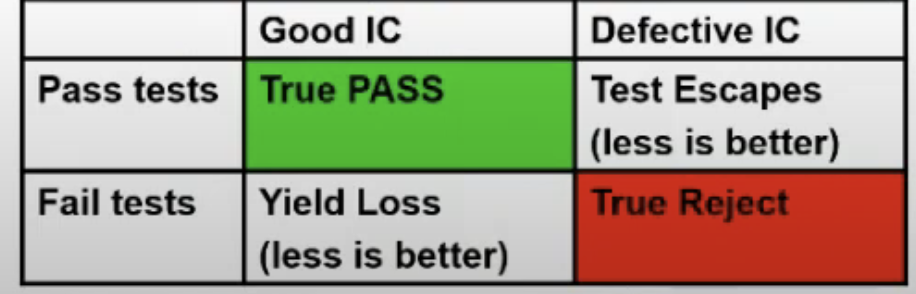 Good IC
Defective IC
Pass tests
True PASS
Test Escapes
(less is better)
Fail tests
Yield Loss
(less is better)
True Reject